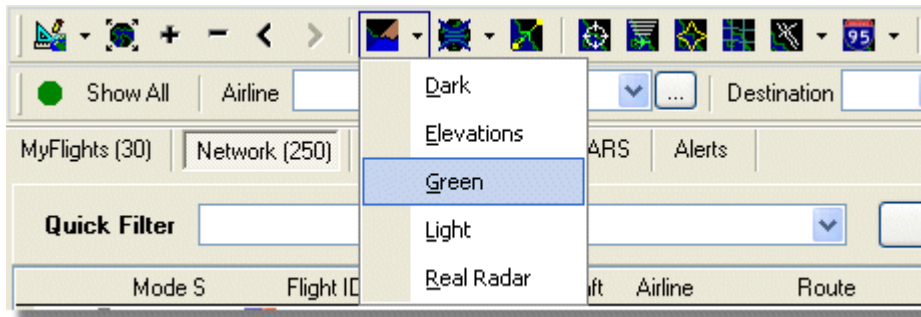 95
Show All Airline ... Destination
Dark
Elevations
MyFlights (30) Network (250) ARS Alerts
Green
Quick Filter
Light
Real Radar
Mode S Flight ID Airline Route